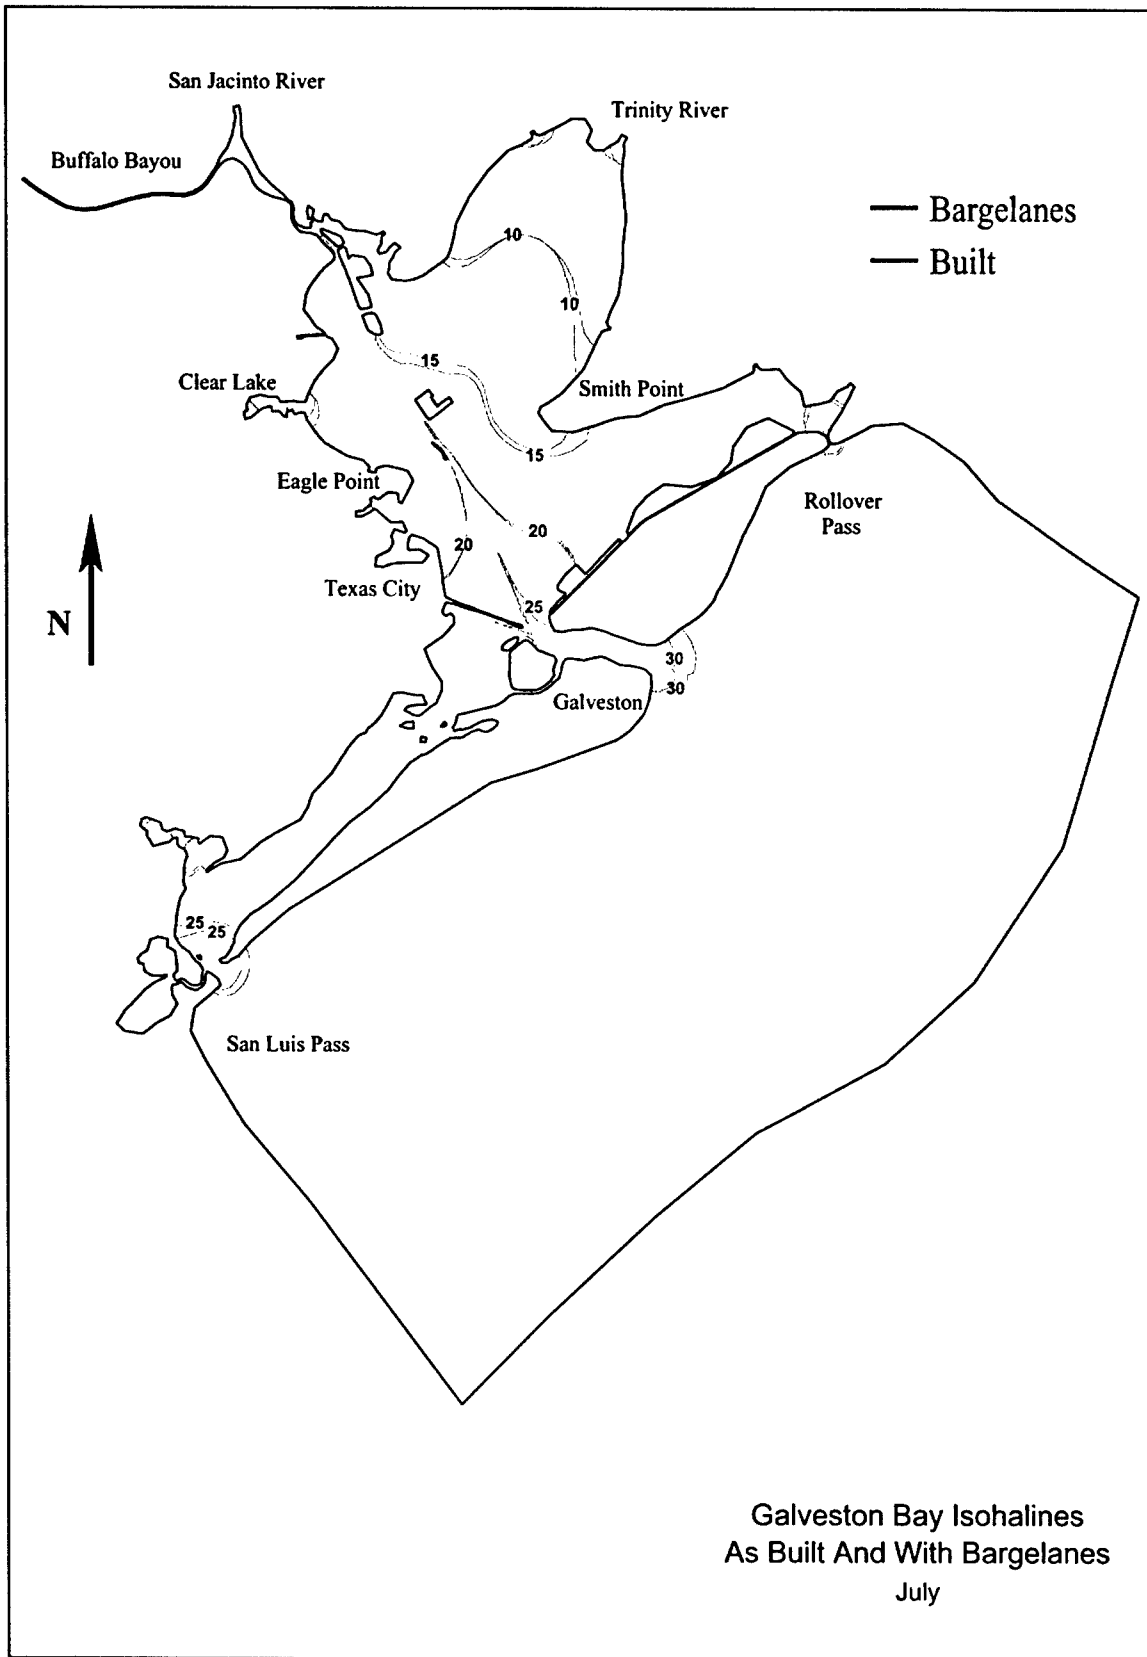 San Jacinto River
Trinity River
Buffalo Bayou
Bargelanes
Built
10
10
15
Clear Lake
Smith Point
15
Eagle Point
Rollover
Pass
20
20
Texas City
25
N
30
30
Galveston
25
25
San Luis Pass
Galveston Bay Isohalines
As Built And With Bargelanes
July